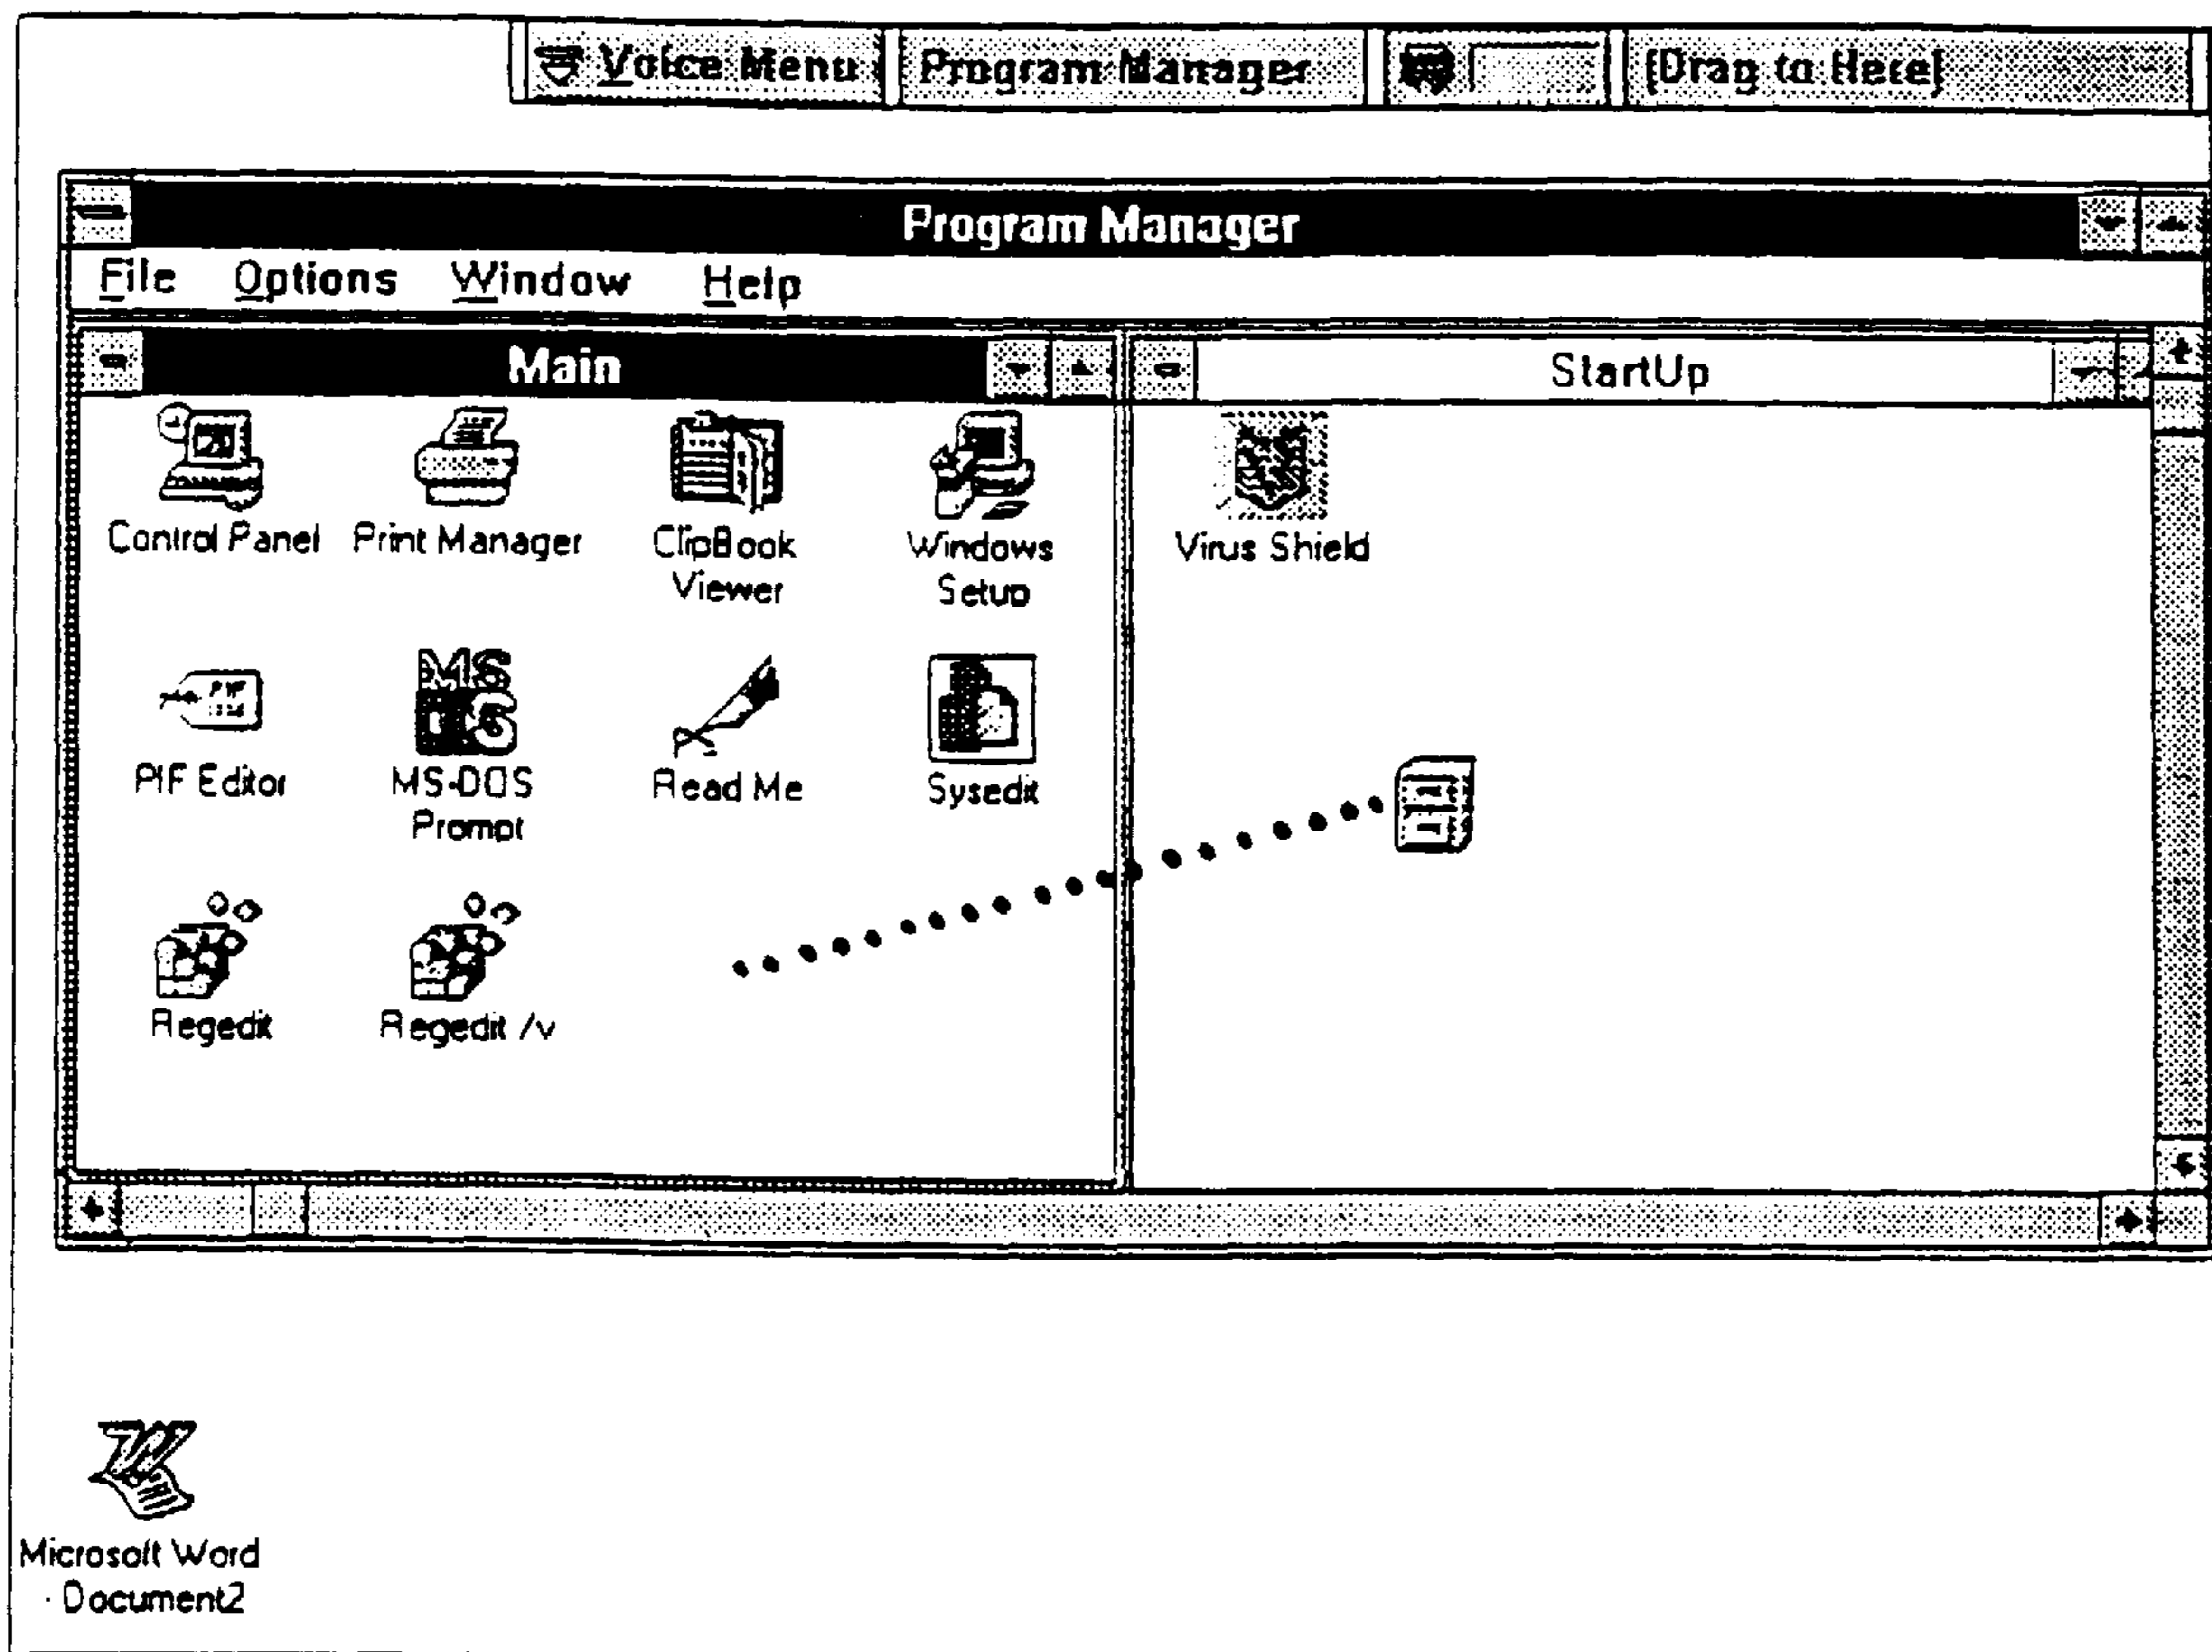 Voice Menu Program Manager [Drag to Here]
Program Manager
File Options Window Help
Main
StartUp
Control Panel Print Manager ClipBook Windows Virus Shield
Viewer Setup
PIF Editor MS-DOS Read Me Sysedit
Prompt
Regedit Regedit /v
Microsoft Word
- Document2